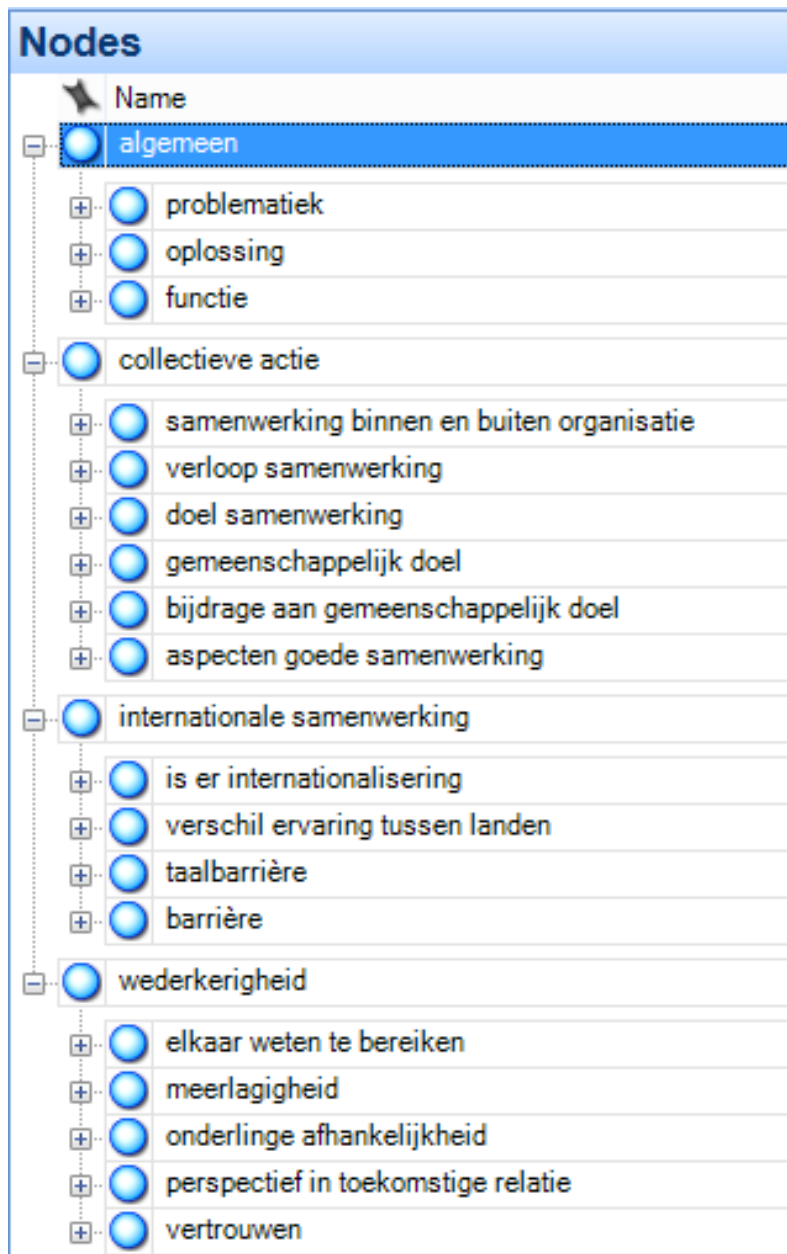 Nodes
Name
algemeen
problematiek
oplossing
functie
collectieve actie
samenwerking binnen en buiten organisatie
verloop samenwerking
doel samenwerking
gemeenschappelijk doel
bijdrage aan gemeenschappelijk doel
aspecten goede samenwerking
internationale samenwerking
is er internationalisering
verschil ervaring tussen landen
taalbarrière
barrière
wederkerigheid
elkaar weten te bereiken
meerlagigheid
onderlinge afhankelijkheid
perspectief in toekomstige relatie
vertrouwen